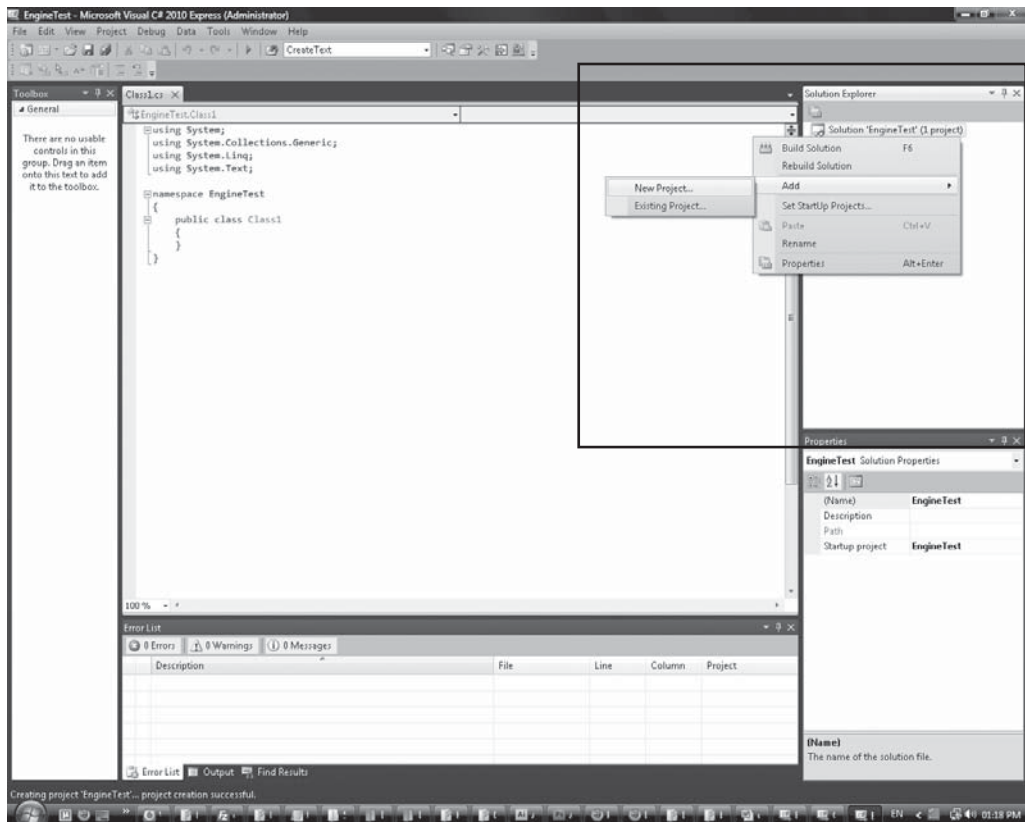 EngineTest - Microsoft Visual C# 2010 Express (Administrator)
File Edit View Project Debug Data Tools Window Help
CreateText
Toolbox
General
There are no usable
controls in this
group. Drag an item
onto this text to add
it to the toolbox.
Class1.cs
EngineTest.Class1
using System;
using System.Collections.Generic;
using System.Linq;
using System.Text;
namespace EngineTest
{
public class Class1
{
}
}
100 %
Solution Explorer
Solution 'EngineTest' (1 project)
Build Solution F6
Rebuild Solution
Add
New Project...
Existing Project...
Set StartUp Projects...
Paste Ctrl+V
Rename
Properties Alt+Enter
Properties
EngineTest Solution Properties
(Name) EngineTest
Description
Path
Startup project EngineTest
(Name)
The name of the solution file.
Error List
0 Errors 0 Warnings 0 Messages
Description File Line Column Project
Error List Output Find Results
Creating project 'EngineTest'... project creation successful.
EN 01:18 PM